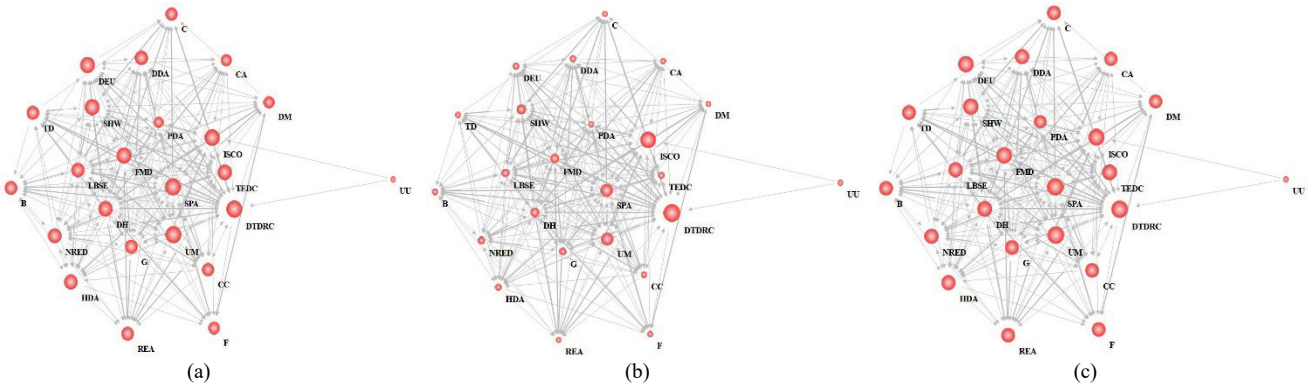 C
DEU
DDA
CA
DM
TD
SHW
PDA
ISCO
FMD
TEDC
LBSE
UU
B
SPA
DH
DTDRC
NRED
G
UM
CC
HDA
F
REA
(a)
C
DDA
CA
DEU
DM
TD
SHW
PDA
ISCO
FMD
TEDC
LBSE
UU
B
SPA
DH
DTDRC
NRED
G
UM
CC
HDA
F
REA
(b)
C
DDA
CA
DEU
DM
TD
SHW
PDA
ISCO
FMD
TEDC
LBSE
UU
B
SPA
DH
DTDRC
NRED
G
UM
CC
HDA
F
REA
(c)